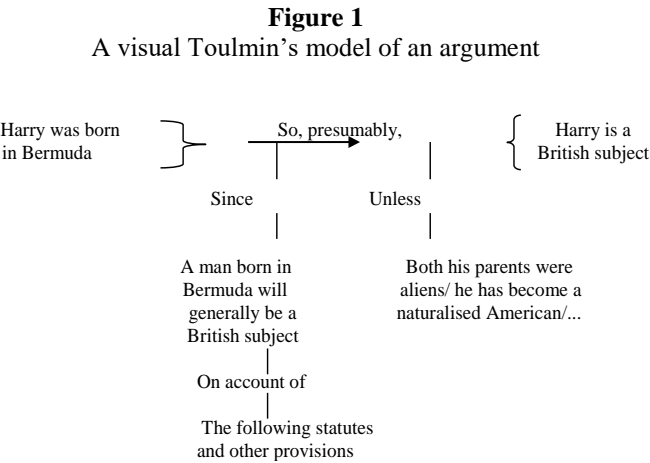 Figure 1
A visual Toulmin's model of an argument
Harry was born
in Bermuda
So, presumably,
Harry is a
British subject
Since
Unless
A man born in
Bermuda will
generally be a
British subject
Both his parents were
aliens/ he has become a
naturalised American/...
On account of
The following statutes
and other provisions